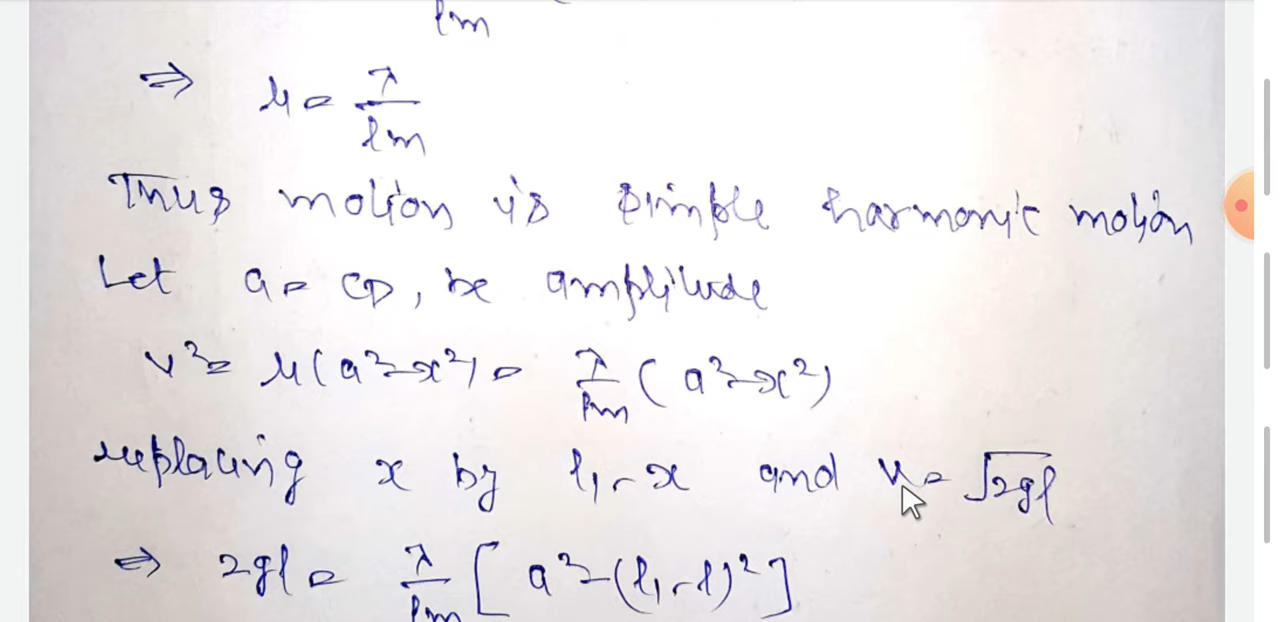 lm
⇒ μ = λ/lm
Thus motion is simple harmonic motion
Let a = CD, be amplitude
v² = μ(a²-x²) = λ/lm (a²-x²)
replacing x by l₁-x and v = √2gl
⇒ 2gl = λ/lm [a²-(l₁-l)²]